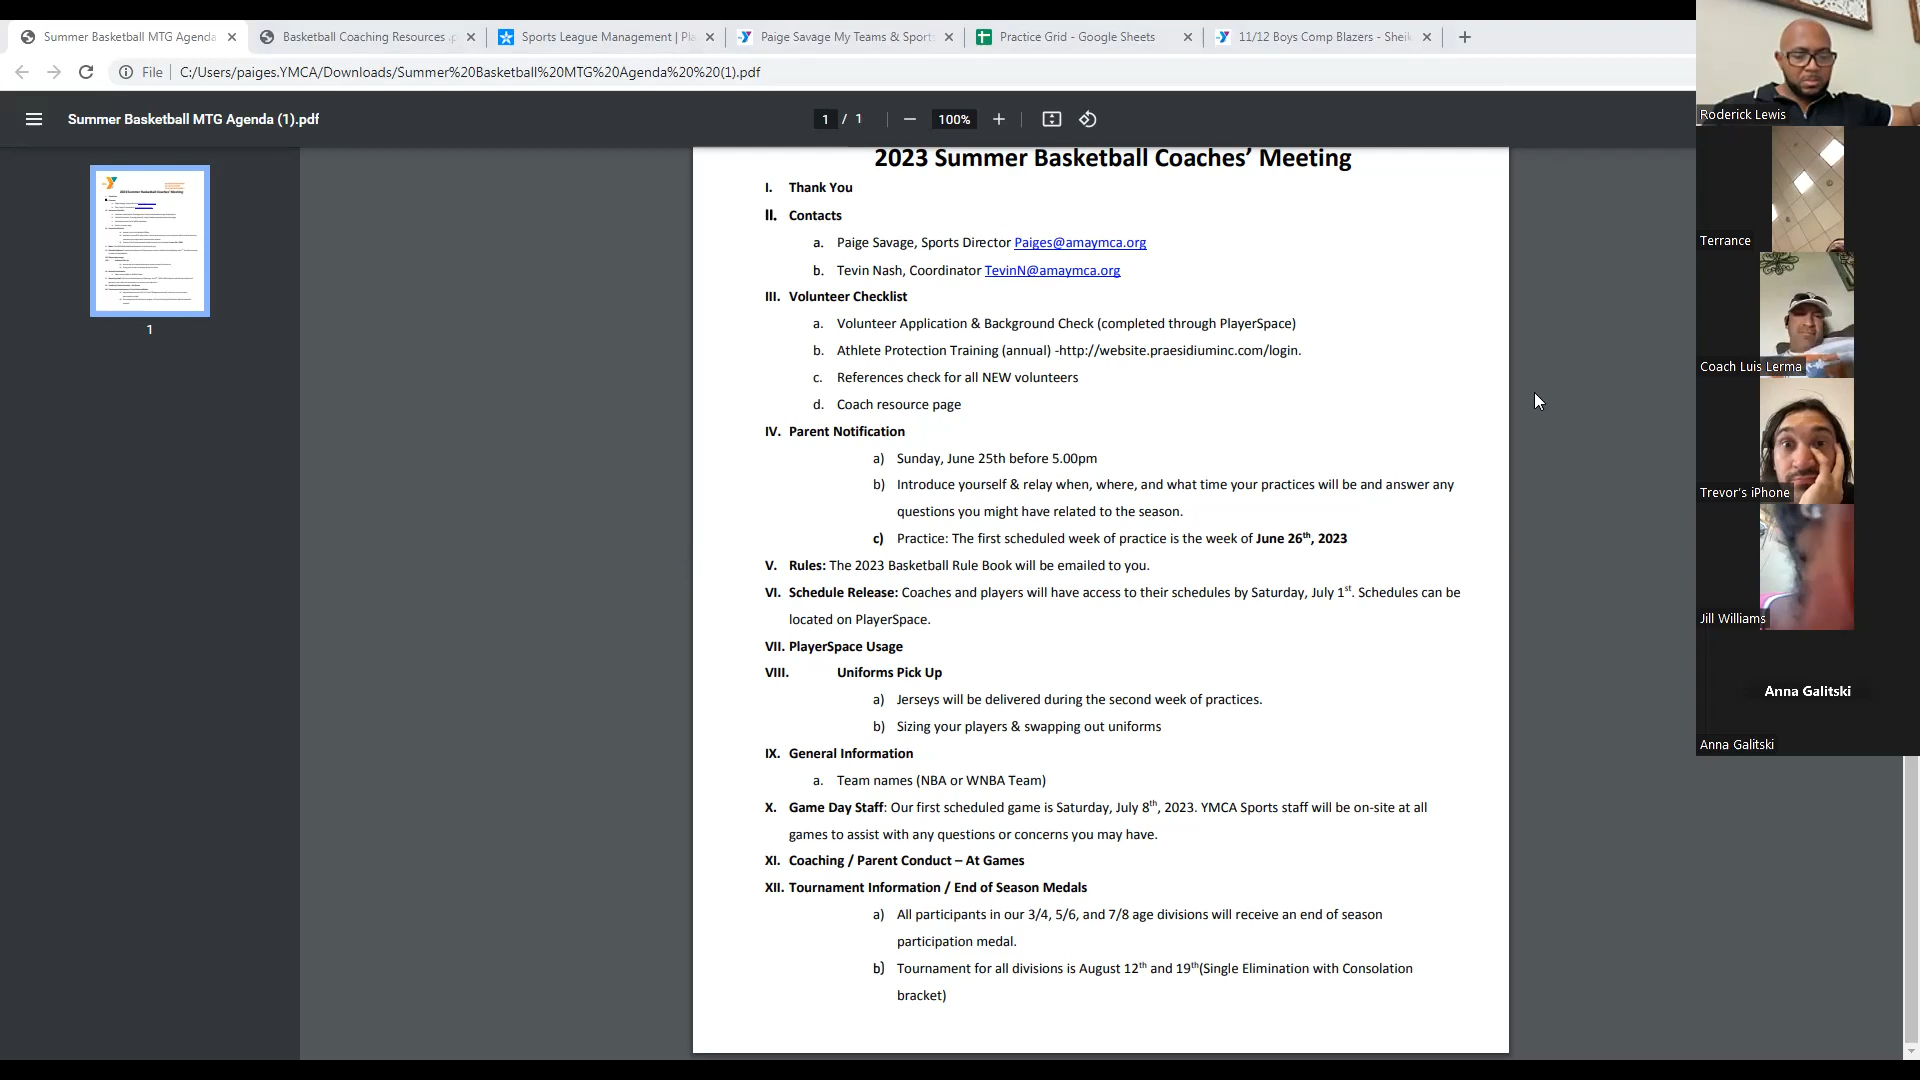 Summer Basketball MTG Agenda
Basketball Coaching Resources .p
Sports League Management | Pla
Paige Savage My Teams & Sports
Practice Grid - Google Sheets
11/12 Boys Comp Blazers - Sheik
File
C:/Users/paiges.YMCA/Downloads/Summer%20Basketball%20MTG%20Agenda%20%20(1).pdf
Summer Basketball MTG Agenda (1).pdf
1 / 1
100%
1
2023 Summer Basketball Coaches’ Meeting
I. Thank You
II. Contacts
a. Paige Savage, Sports Director Paiges@amaymca.org
b. Tevin Nash, Coordinator TevinN@amaymca.org
III. Volunteer Checklist
a. Volunteer Application & Background Check (completed through PlayerSpace)
b. Athlete Protection Training (annual) -http://website.praesidiuminc.com/login.
c. References check for all NEW volunteers
d. Coach resource page
IV. Parent Notification
a) Sunday, June 25th before 5.00pm
b) Introduce yourself & relay when, where, and what time your practices will be and answer any
questions you might have related to the season.
c) Practice: The first scheduled week of practice is the week of June 26th, 2023
V. Rules: The 2023 Basketball Rule Book will be emailed to you.
VI. Schedule Release: Coaches and players will have access to their schedules by Saturday, July 1st. Schedules can be
located on PlayerSpace.
VII. PlayerSpace Usage
VIII. Uniforms Pick Up
a) Jerseys will be delivered during the second week of practices.
b) Sizing your players & swapping out uniforms
IX. General Information
a. Team names (NBA or WNBA Team)
X. Game Day Staff: Our first scheduled game is Saturday, July 8th, 2023. YMCA Sports staff will be on-site at all
games to assist with any questions or concerns you may have.
XI. Coaching / Parent Conduct – At Games
XII. Tournament Information / End of Season Medals
a) All participants in our 3/4, 5/6, and 7/8 age divisions will receive an end of season
participation medal.
b) Tournament for all divisions is August 12th and 19th(Single Elimination with Consolation
bracket)
Roderick Lewis
Terrance
Coach Luis Lerma
Trevor's iPhone
Jill Williams
Anna Galitski
Anna Galitski